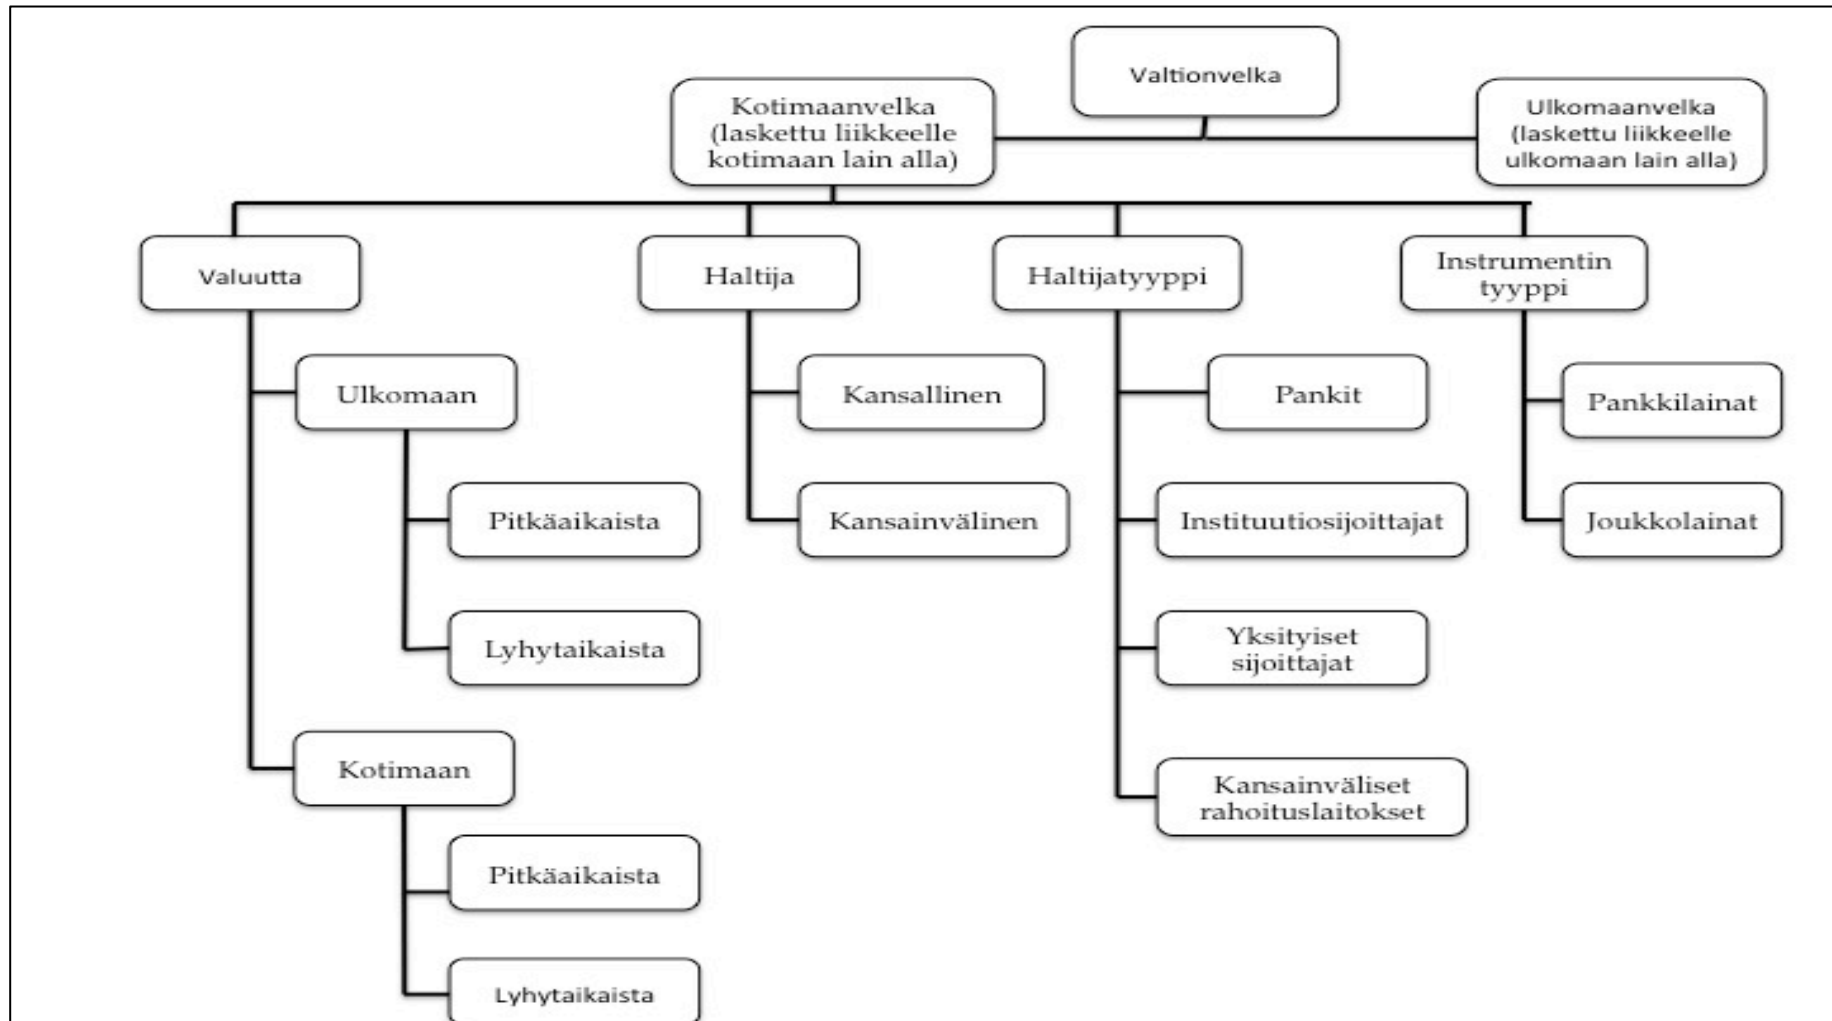 Valtionvelka
Kotimaanvelka
(laskettu liikkeelle
kotimaan lain alla)
Ulkomaanvelka
(laskettu liikkeelle
ulkomaan lain alla)
Valuutta
Haltija
Haltijatyyppi
Instrumentin
tyyppi
Ulkomaan
Kansallinen
Pankit
Pankkilainat
Pitkäaikaista
Kansainvälinen
Instituutiosijoittajat
Joukkolainat
Lyhytaikaista
Yksityiset
sijoittajat
Kotimaan
Kansainväliset
rahoituslaitokset
Pitkäaikaista
Lyhytaikaista